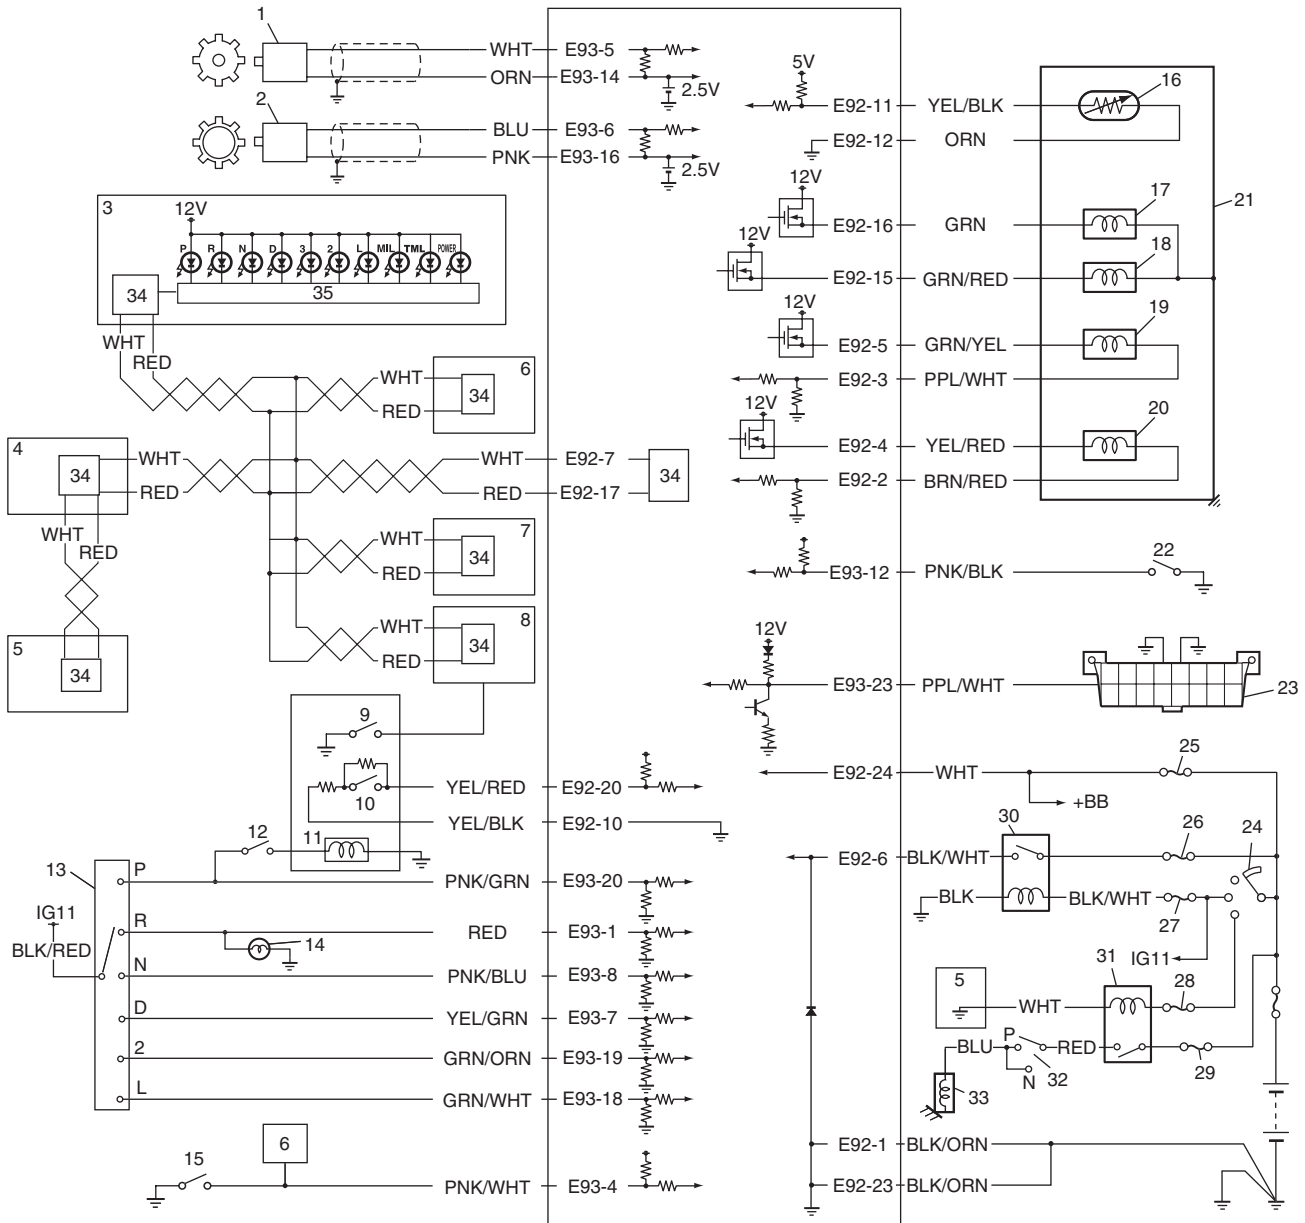 1
WHT E93-5
ORN E93-14
2.5V
2
BLU E93-6
PNK E93-16
2.5V
3
12V
P R N D 3 2 L MIL TML POWER
34
35
WHT
RED
6
WHT
34
RED
4
34
WHT
RED
WHT E92-7
RED E92-17
34
WHT
RED
7
WHT
34
RED
8
WHT
34
RED
5
34
9
10
YEL/RED E92-20
YEL/BLK E92-10
11
12
13
P
PNK/GRN E93-20
IG11
BLK/RED
R
RED E93-1
14
N
PNK/BLU E93-8
D
YEL/GRN E93-7
2
GRN/ORN E93-19
L
GRN/WHT E93-18
6
15
PNK/WHT E93-4
5V
E92-11 YEL/BLK
16
E92-12 ORN
12V
E92-16 GRN
17
21
12V
E92-15 GRN/RED
18
12V
E92-5 GRN/YEL
19
E92-3 PPL/WHT
12V
E92-4 YEL/RED
20
E92-2 BRN/RED
E93-12 PNK/BLK
22
12V
E93-23 PPL/WHT
23
E92-24 WHT
25
+BB
30
26
24
E92-6 BLK/WHT
BLK
BLK/WHT
27
IG11
31
5
WHT
28
BLU
P
RED
N
32
29
33
E92-1 BLK/ORN
E92-23 BLK/ORN